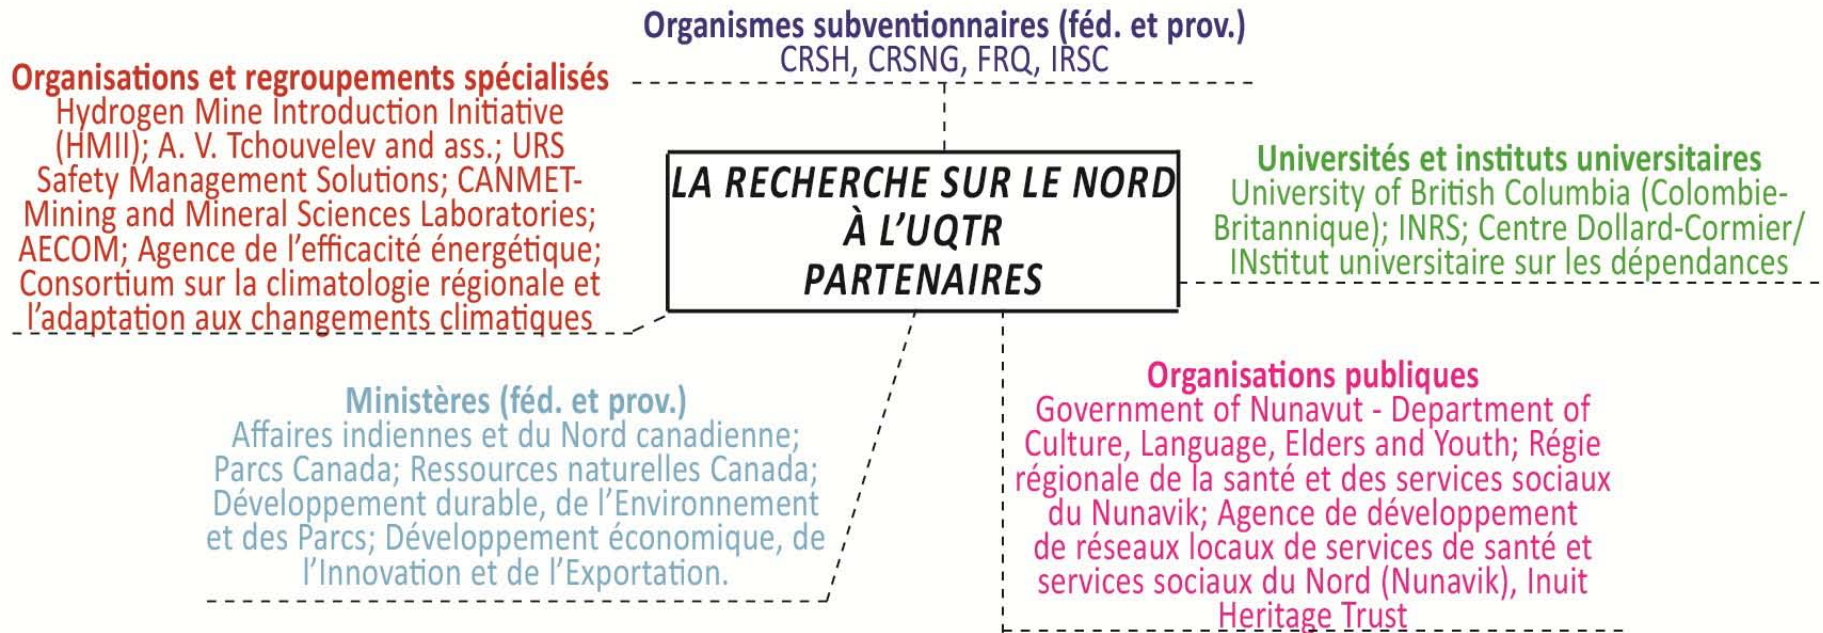 Organismes subventionnaires (féd. et prov.)
CRSH, CRSNG, FRQ, IRSC
Organisations et regroupements spécialisés
Hydrogen Mine Introduction Initiative
(HMII); A. V. Tchouvelev and ass.; URS
Safety Management Solutions; CANMET-
Mining and Mineral Sciences Laboratories;
AECOM; Agence de l'efficacité énergétique;
Consortium sur la climatologie régionale et
l'adaptation aux changements climatiques
LA RECHERCHE SUR LE NORD
À L'UQTR
PARTENAIRES
Universités et instituts universitaires
University of British Columbia (Colombie-
Britannique); INRS; Centre Dollard-Cormier/
INstitut universitaire sur les dépendances
Ministères (féd. et prov.)
Affaires indiennes et du Nord canadienne;
Parcs Canada; Ressources naturelles Canada;
Développement durable, de l'Environnement
et des Parcs; Développement économique, de
l'Innovation et de l'Exportation.
Organisations publiques
Government of Nunavut - Department of
Culture, Language, Elders and Youth; Régie
régionale de la santé et des services sociaux
du Nunavik; Agence de développement
de réseaux locaux de services de santé et
services sociaux du Nord (Nunavik), Inuit
Heritage Trust